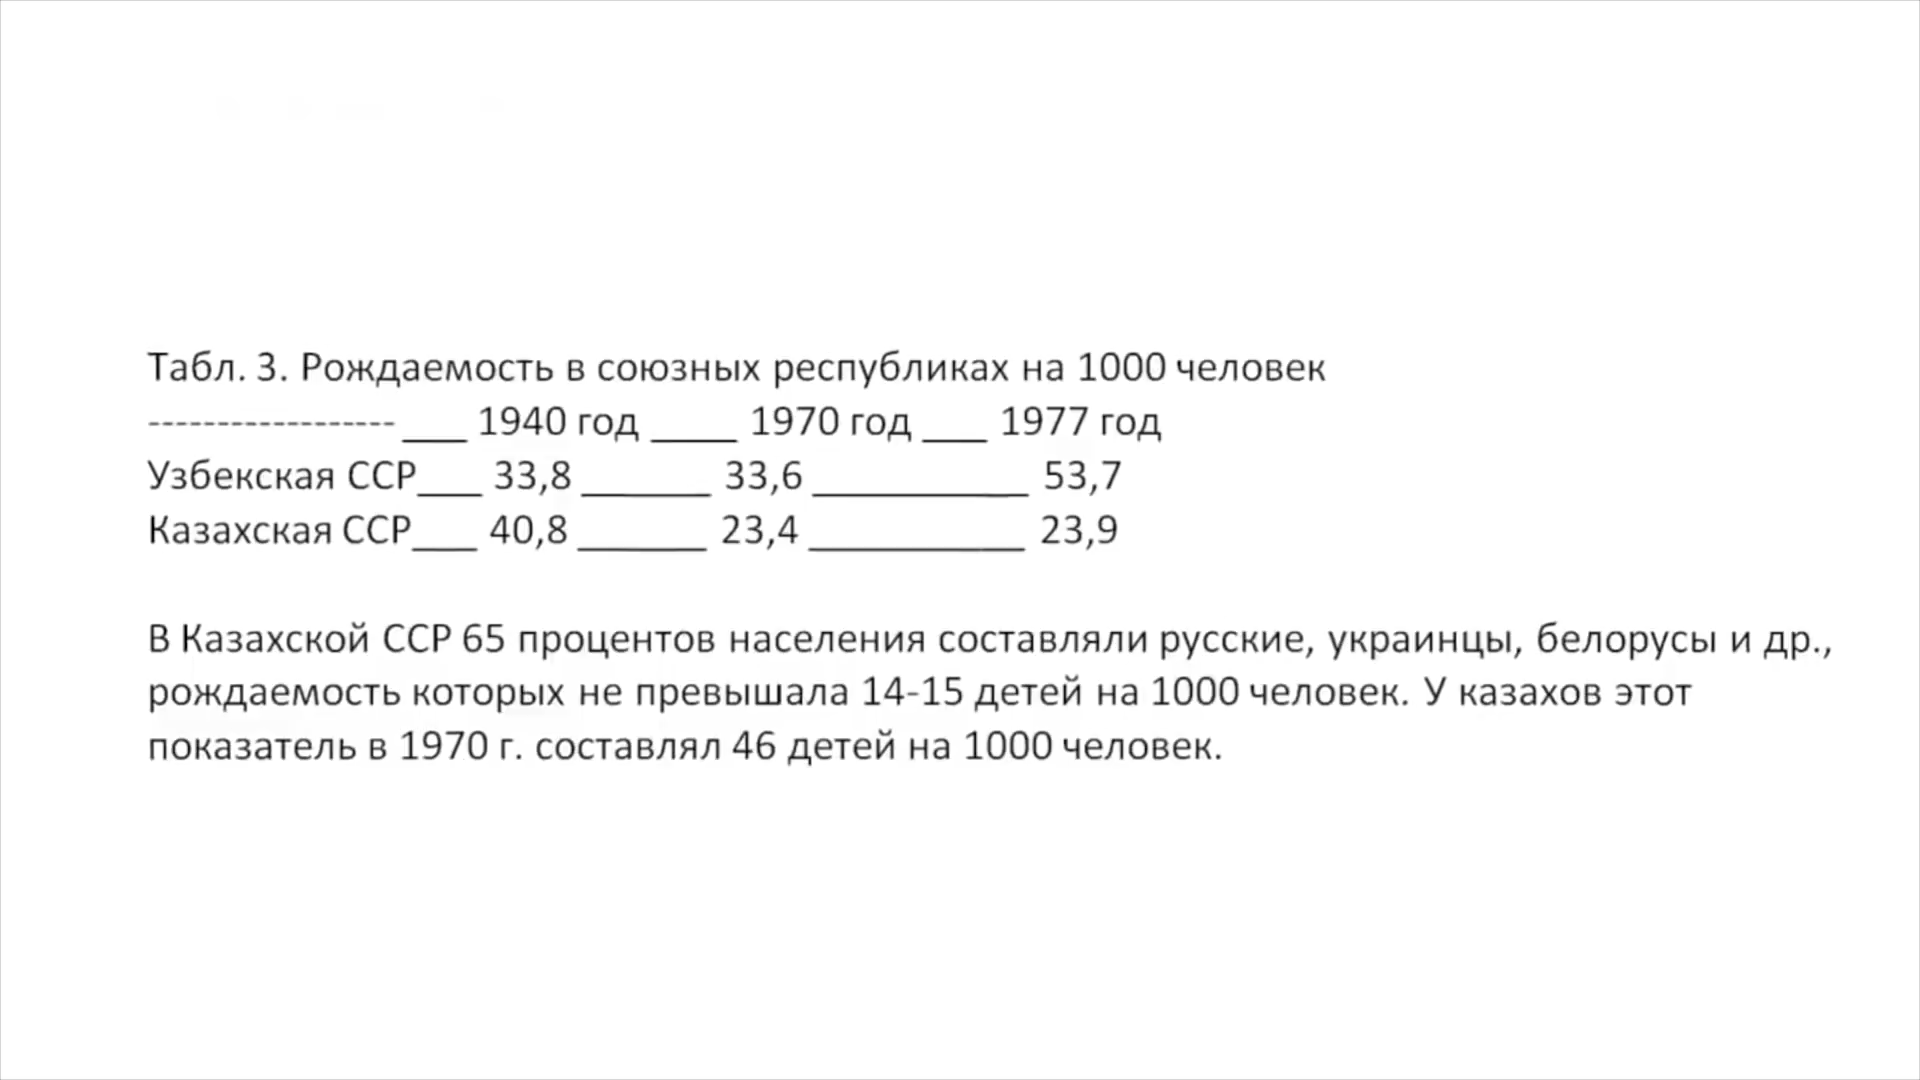 Табл. 3. Рождаемость в союзных республиках на 1000 человек
------------------ ___ 1940 год ____ 1970 год ___ 1977 год
Узбекская ССР___ 33,8 ______ 33,6 __________ 53,7
Казахская ССР___ 40,8 ______ 23,4 __________ 23,9
В Казахской ССР 65 процентов населения составляли русские, украинцы, белорусы и др.,
рождаемость которых не превышала 14-15 детей на 1000 человек. У казахов этот
показатель в 1970 г. составлял 46 детей на 1000 человек.